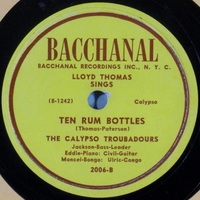 BACCHANAL
BACCHANAL RECORDINGS INC., N. Y. C.
LLOYD THOMAS
SINGS
(B-1242)
Calypso
TEN RUM BOTTLES
(Thomas-Peterson)
THE CALYPSO TROUBADOURS
Jackson-Bass-Leader
Eddie-Piano: Civil-Guitar
Mencel-Bongo: Ulric-Conga
2006-B